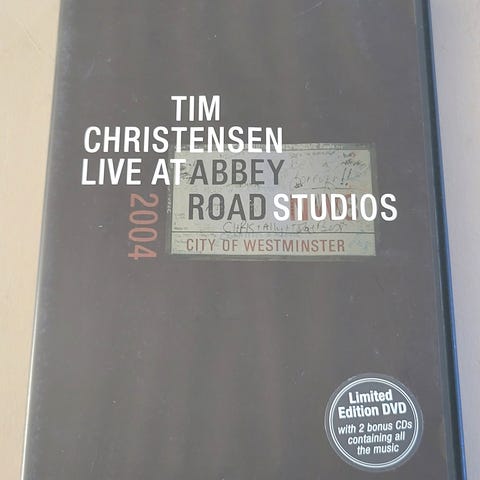 TIM
CHRISTENSEN
LIVE AT ABBEY
ROAD STUDIOS
2004
CITY OF WESTMINSTER
Limited
Edition DVD
with 2 bonus CDs
containing all
the music